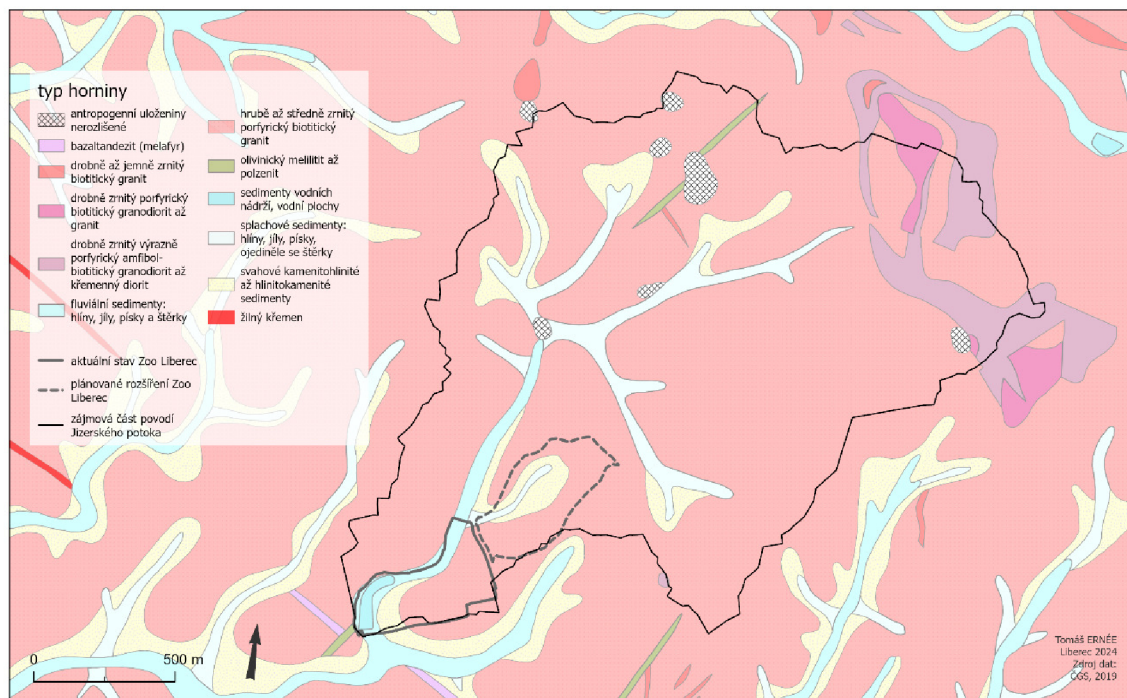 typ horniny
antropogenní uloženiny
nerozlišené
bazaltandezit (melafyr)
drobně až jemně zrnitý
biotitický granit
drobně zrnitý porfyrický
biotitický granodiorit až
granit
drobně zrnitý výrazně
porfyrický amfibol-
biotitický granodiorit až
křemenný diorit
fluviální sedimenty:
hlíny, jíly, písky a štěrky
hrubě až středně zrnitý
porfyrický biotitický
granit
olivinický melilitit až
polzenit
sedimenty vodních
nádrží, vodní plochy
splachové sedimenty:
hlíny, jíly, písky,
ojediněle se štěrky
svahové kamenitohlinité
až hlinitokamenité
sedimenty
žilný křemen
aktuální stav Zoo Liberec
plánované rozšíření Zoo
Liberec
zájmová část povodí
Jizerského potoka
0 500 m
Tomáš ERNÉE
Liberec 2024
Zdroj dat:
ČGS, 2019